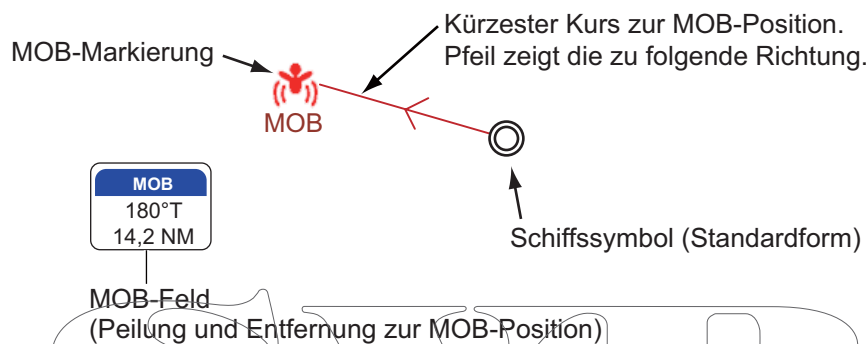 Kürzester Kurs zur MOB-Position.
Pfeil zeigt die zu folgende Richtung.
MOB-Markierung
MOB
MOB
180°T
14,2 NM
Schiffssymbol (Standardform)
MOB-Feld
(Peilung und Entfernung zur MOB-Position)